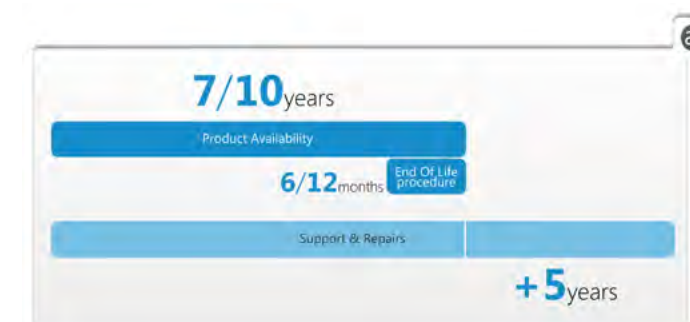 7/10years
Product Availability
6/12months
End Of Life
procedure
Support & Repairs
+5years